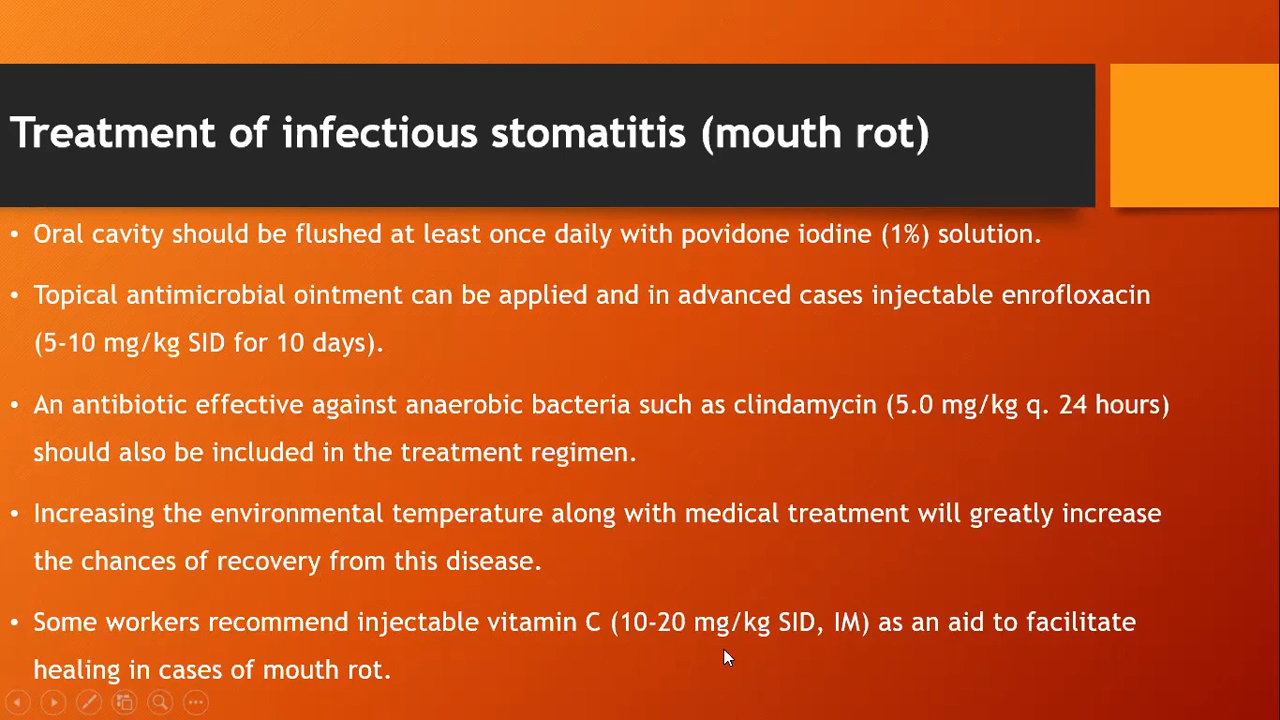 Treatment of infectious stomatitis (mouth rot)
• Oral cavity should be flushed at least once daily with povidone iodine (1%) solution.
• Topical antimicrobial ointment can be applied and in advanced cases injectable enrofloxacin
(5-10 mg/kg SID for 10 days).
• An antibiotic effective against anaerobic bacteria such as clindamycin (5.0 mg/kg q. 24 hours)
should also be included in the treatment regimen.
• Increasing the environmental temperature along with medical treatment will greatly increase
the chances of recovery from this disease.
• Some workers recommend injectable vitamin C (10-20 mg/kg SID, IM) as an aid to facilitate
healing in cases of mouth rot.